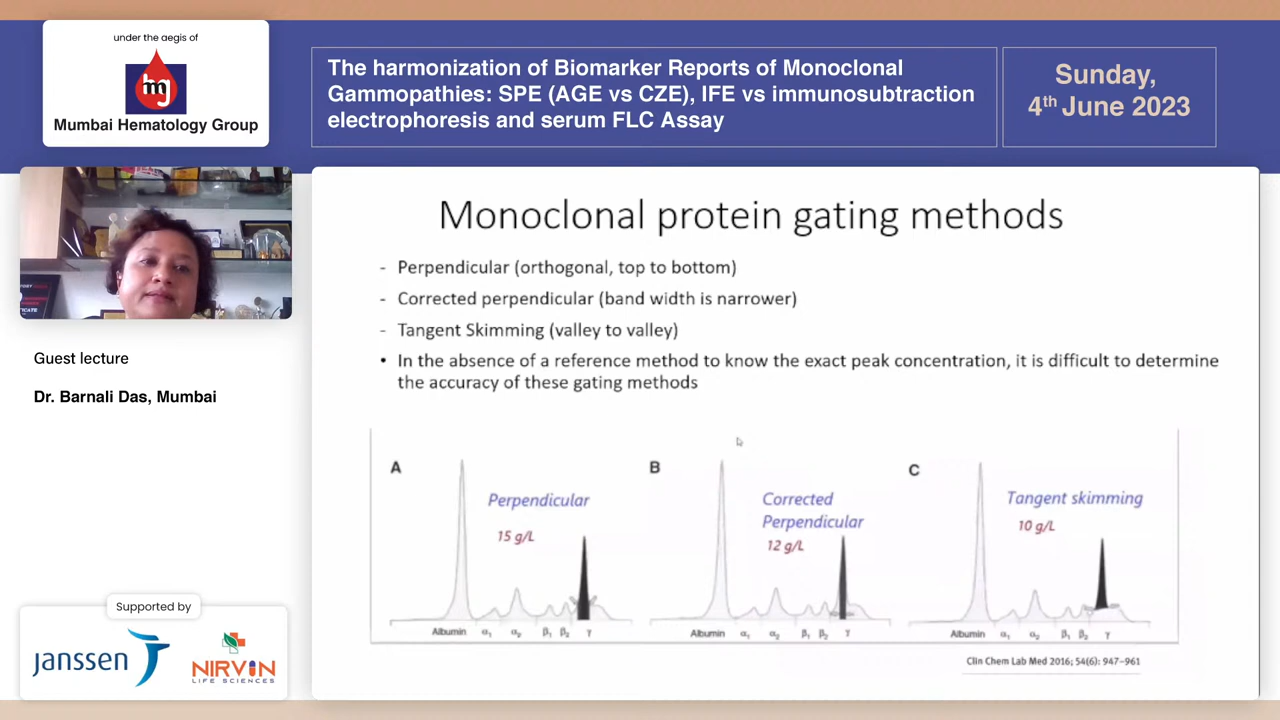 under the aegis of
mg
Mumbai Hematology Group
The harmonization of Biomarker Reports of Monoclonal
Gammopathies: SPE (AGE vs CZE), IFE vs immunosubtraction
electrophoresis and serum FLC Assay
Sunday,
4th June 2023
Guest lecture
Dr. Barnali Das, Mumbai
Supported by
janssen
NIRVIN
LIFE SCIENCES
Monoclonal protein gating methods
- Perpendicular (orthogonal, top to bottom)
- Corrected perpendicular (band width is narrower)
- Tangent Skimming (valley to valley)
• In the absence of a reference method to know the exact peak concentration, it is difficult to determine
the accuracy of these gating methods
A
Perpendicular
15 g/L
Albumin α1 α2 β1 β2 γ
B
Corrected
Perpendicular
12 g/L
Albumin α1 α2 β1 β2 γ
C
Tangent skimming
10 g/L
Albumin α1 α2 β1 β2 γ
Clin Chem Lab Med 2016; 54(6): 947–961